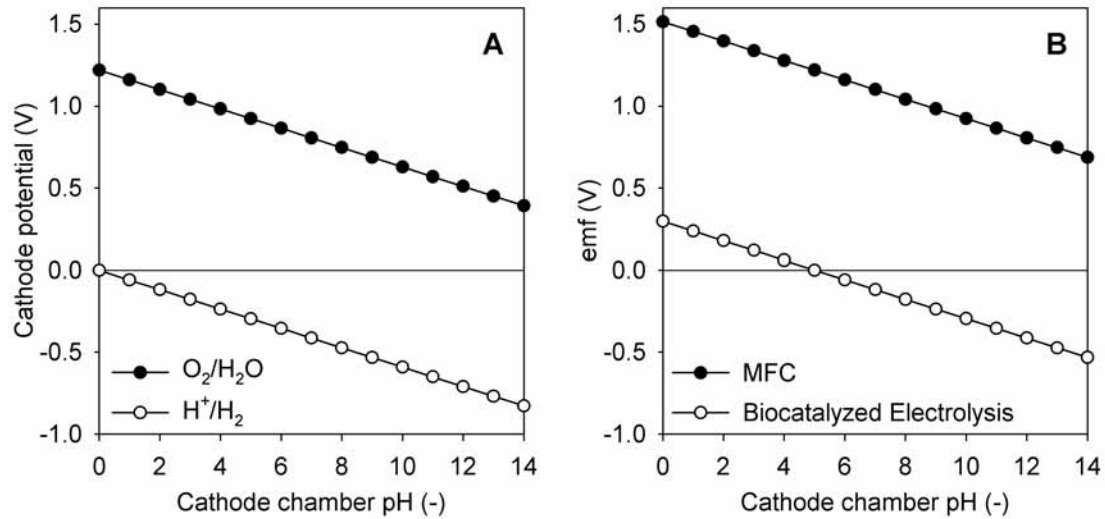 A
Cathode potential (V)
1.5
1.0
0.5
0.0
-0.5
-1.0
O₂/H₂O
H⁺/H₂
0 2 4 6 8 10 12 14
Cathode chamber pH (-)
B
emf (V)
1.5
1.0
0.5
0.0
-0.5
-1.0
MFC
Biocatalyzed Electrolysis
0 2 4 6 8 10 12 14
Cathode chamber pH (-)